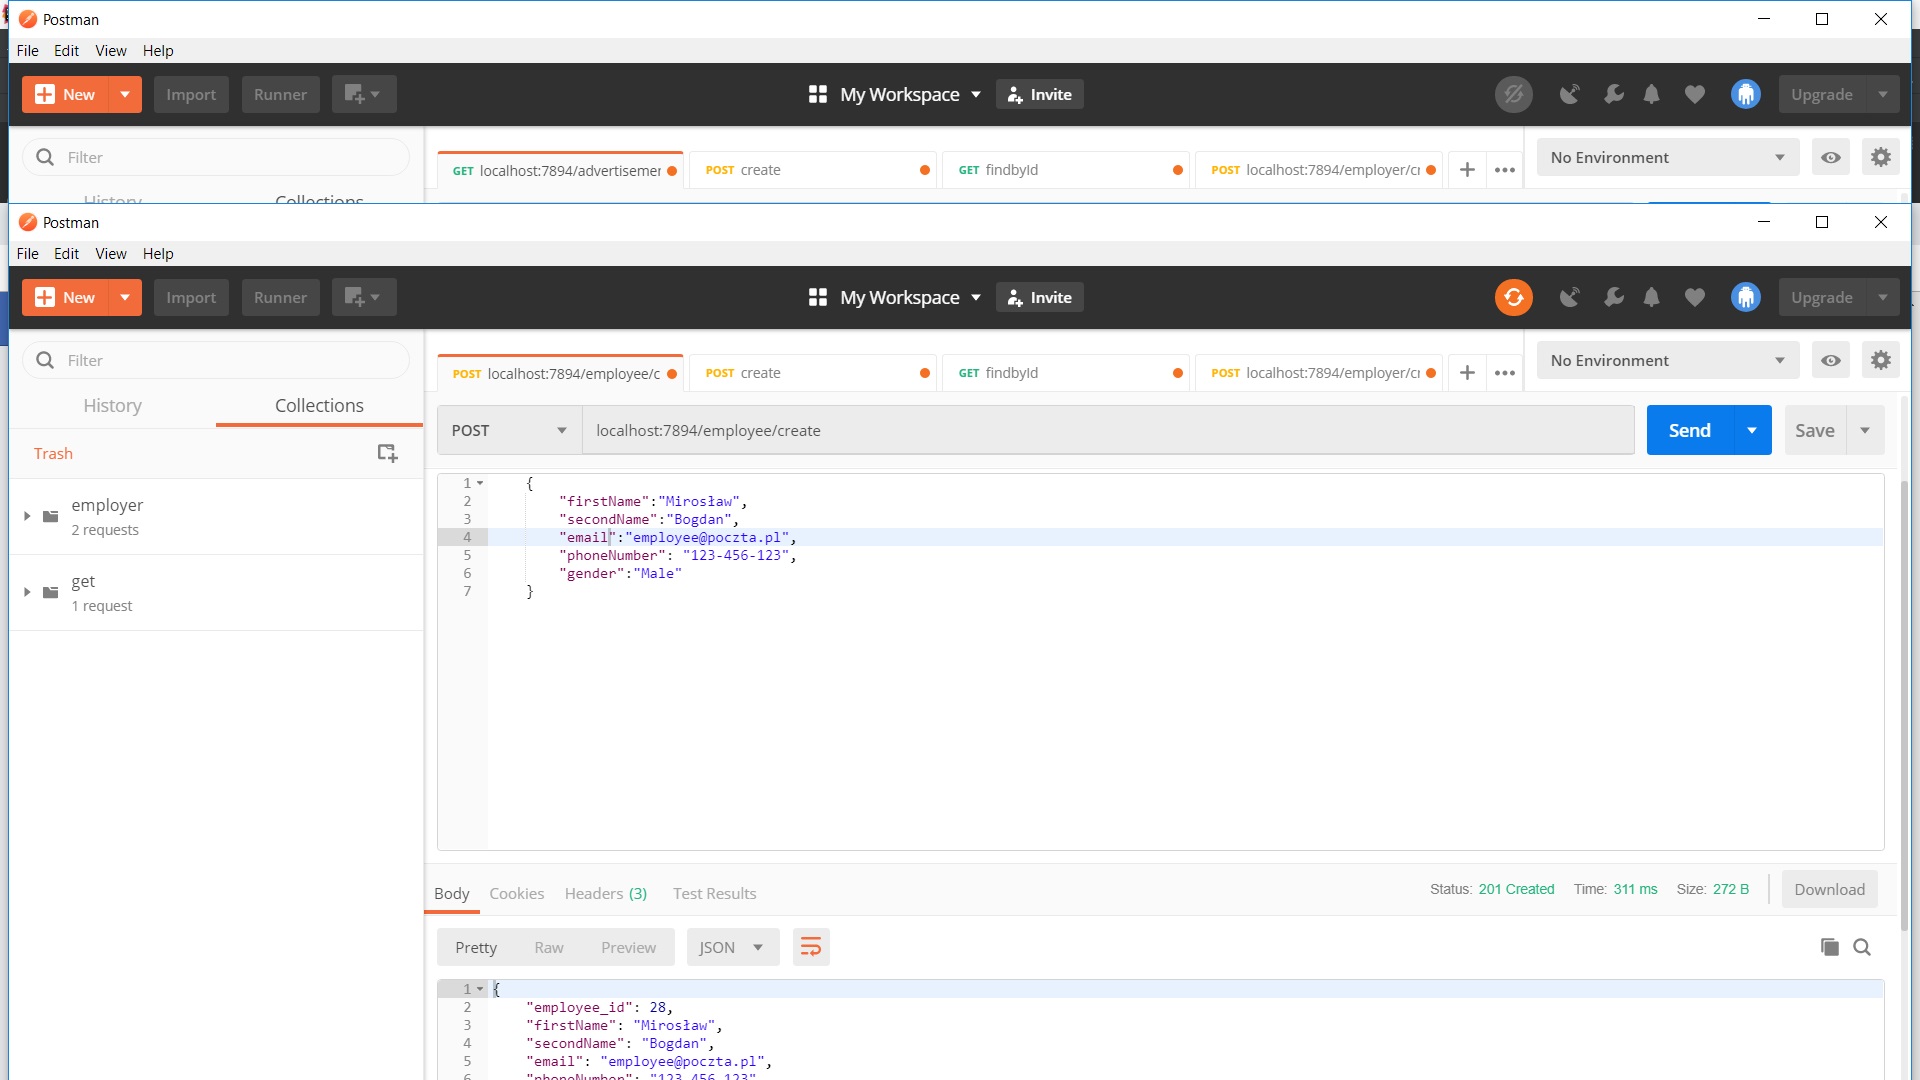 Postman
File Edit View Help
New Import Runner My Workspace Invite Upgrade
Filter
GET localhost:7894/advertisemer POST create GET findbyId POST localhost:7894/employer/cr No Environment
History Collections
Postman
File Edit View Help
New Import Runner My Workspace Invite Upgrade
Filter
POST localhost:7894/employee/c POST create GET findbyId POST localhost:7894/employer/cr No Environment
History Collections
POST localhost:7894/employee/create Send Save
Trash
employer
2 requests
get
1 request
1 {
2 "firstName":"Mirosław",
3 "secondName":"Bogdan",
4 "email":"employee@poczta.pl",
5 "phoneNumber": "123-456-123",
6 "gender":"Male"
7 }
Body Cookies Headers (3) Test Results Status: 201 Created Time: 311 ms Size: 272 B Download
Pretty Raw Preview JSON
1 {
2 "employee_id": 28,
3 "firstName": "Mirosław",
4 "secondName": "Bogdan",
5 "email": "employee@poczta.pl",
6 "phoneNumber": "123-456-123",